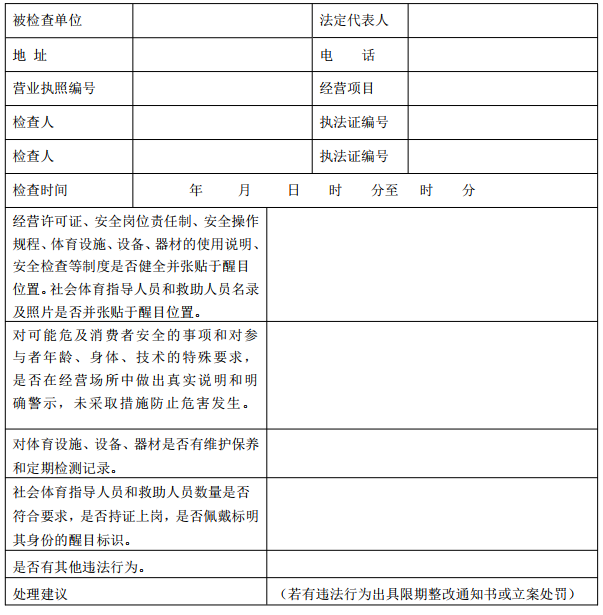 被检查单位 法定代表人
地 址 电 话
营业执照编号 经营项目
检查人 执法证编号
检查人 执法证编号
检查时间 年 月 日 时 分至 时 分
经营许可证、安全岗位责任制、安全操作
规程、体育设施、设备、器材的使用说明、
安全检查等制度是否健全并张贴于醒目
位置。社会体育指导人员和救助人员名录
及照片是否并张贴于醒目位置。
对可能危及消费者安全的事项和对参
与者年龄、身体、技术的特殊要求，
是否在经营场所中做出真实说明和明
确警示，未采取措施防止危害发生。
对体育设施、设备、器材是否有维护保养
和定期检测记录。
社会体育指导人员和救助人员数量是否
符合要求，是否持证上岗，是否佩戴标明
其身份的醒目标识。
是否有其他违法行为。
处理建议 （若有违法行为出具限期整改通知书或立案处罚）